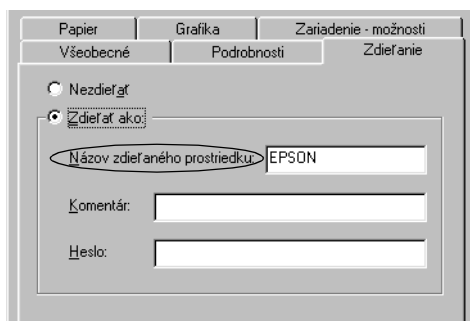 Papier Grafika Zariadenie - možnosti
Všeobecné Podrobnosti Zdieľanie
Nezdieľať
Zdieľať ako:
Názov zdieľaného prostriedku: EPSON
Komentár:
Heslo: